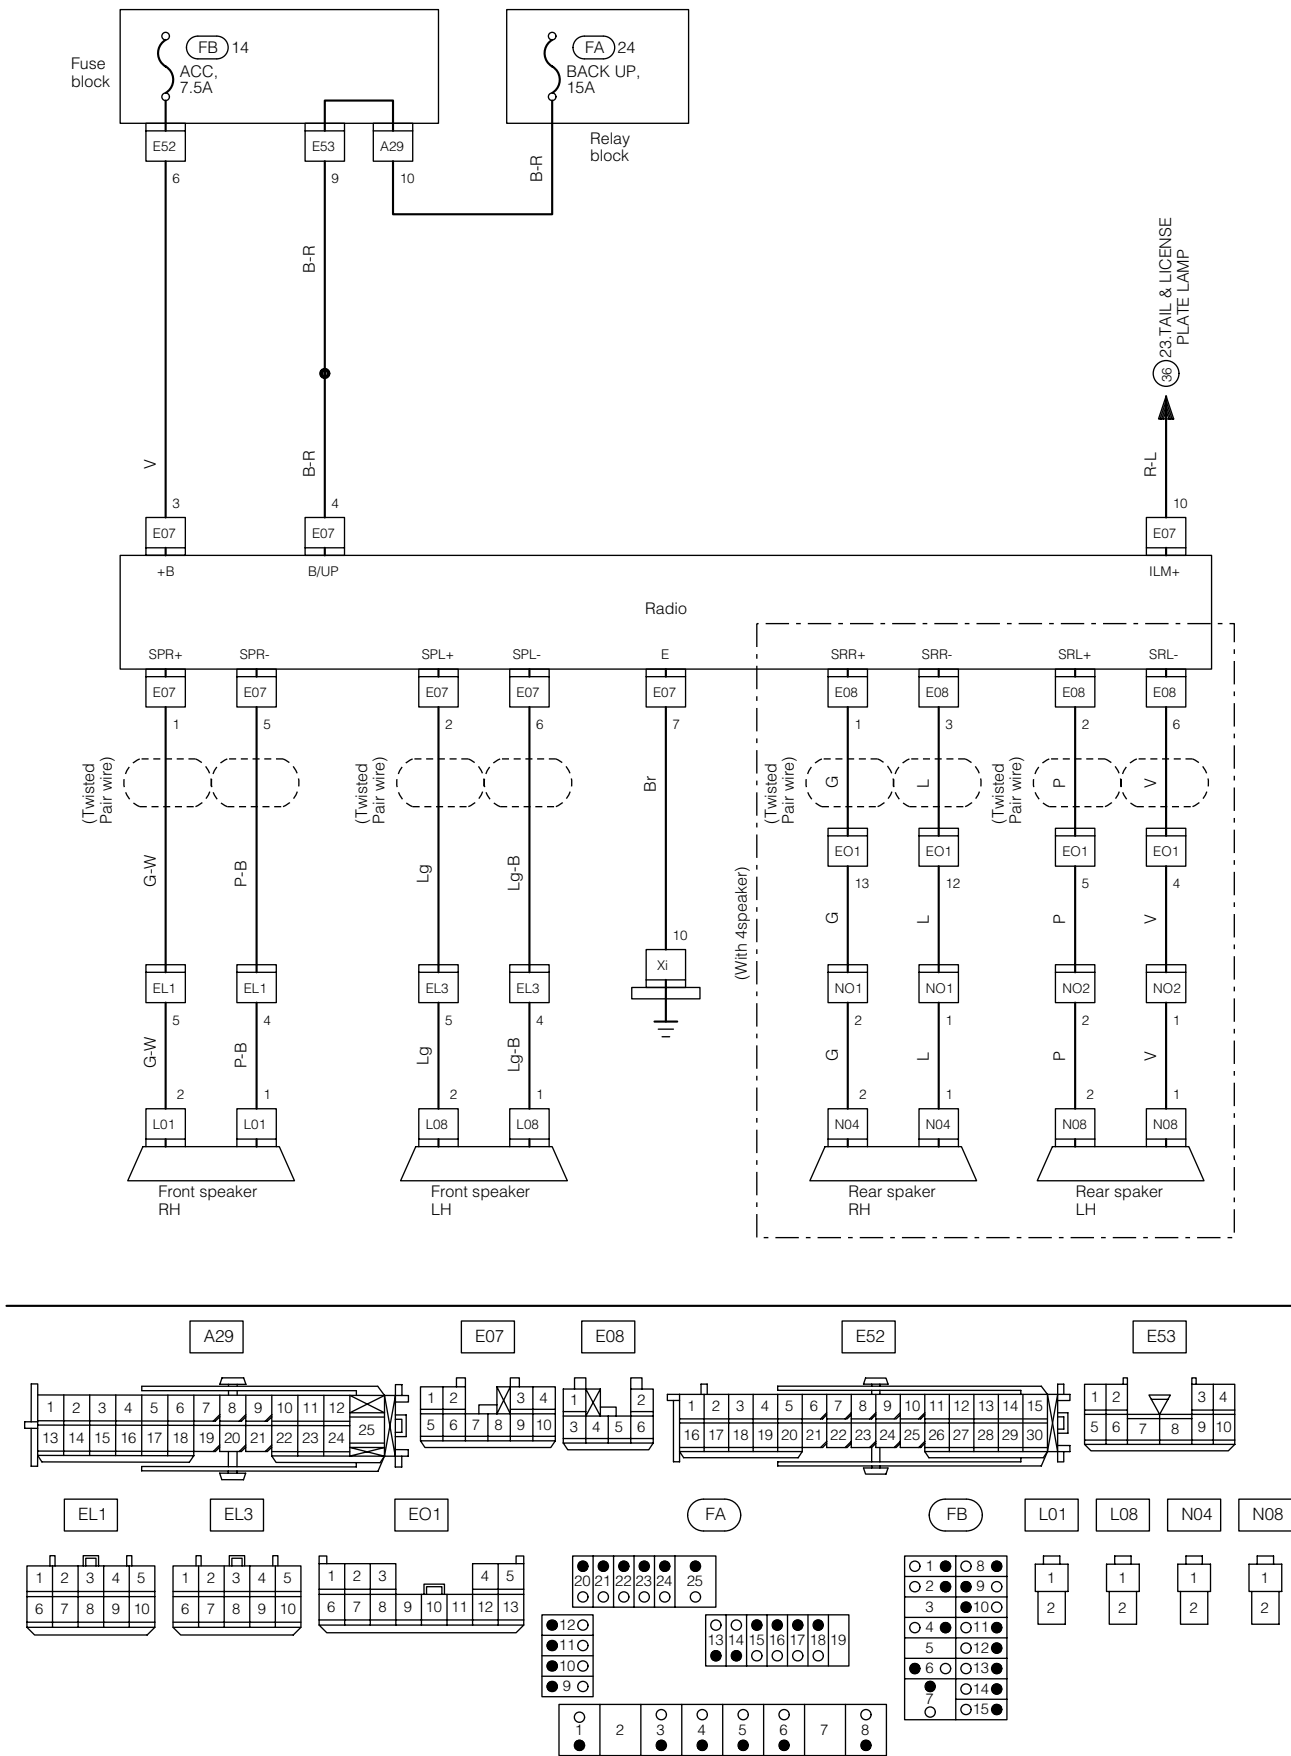 Fuse
block
FB 14
ACC,
7.5A
FA 24
BACK UP,
15A
Relay
block
E52 E53 A29
6 9 10
B-R
B-R
36 23.TAIL & LICENSE
PLATE LAMP
V B-R R-L
3 4 10
E07 E07 E07
+B B/UP ILM+
Radio
SPR+ SPR- SPL+ SPL- E SRR+ SRR- SRL+ SRL-
E07 E07 E07 E07 E07 E08 E08 E08 E08
1 5 2 6 7 1 3 2 6
(Twisted
Pair wire)
(Twisted
Pair wire)
Br
(Twisted
Pair wire)
G L
(Twisted
Pair wire)
P V
EO1 EO1 EO1 EO1
13 12 5 4
G-W P-B Lg Lg-B
(With 4speaker)
G L P V
10
Xi
EL1 EL1 EL3 EL3 NO1 NO1 NO2 NO2
5 4 5 4 2 1 2 1
G-W P-B Lg Lg-B G L P V
2 1 2 1 2 1 2 1
L01 L01 L08 L08 N04 N04 N08 N08
Front speaker
RH
Front speaker
LH
Rear spaker
RH
Rear spaker
LH
A29 E07 E08 E52 E53
1 2 3 4 5 6 7 8 9 10 11 12
13 14 15 16 17 18 19 20 21 22 23 24 25
1 2 3 4
5 6 7 8 9 10
1 2
3 4 5 6
1 2 3 4 5 6 7 8 9 10 11 12 13 14 15
16 17 18 19 20 21 22 23 24 25 26 27 28 29 30
1 2 3 4
5 6 7 8 9 10
EL1 EL3 EO1 FA FB L01 L08 N04 N08
1 2 3 4 5
6 7 8 9 10
1 2 3 4 5
6 7 8 9 10
1 2 3 4 5
6 7 8 9 10 11 12 13
20 21 22 23 24 25
12
11
10
9
13 14 15 16 17 18 19
1 2 3 4 5 6 7 8
1 8
2 9
3 10
4 11
5 12
6 13
7 14
15
1
2
1
2
1
2
1
2